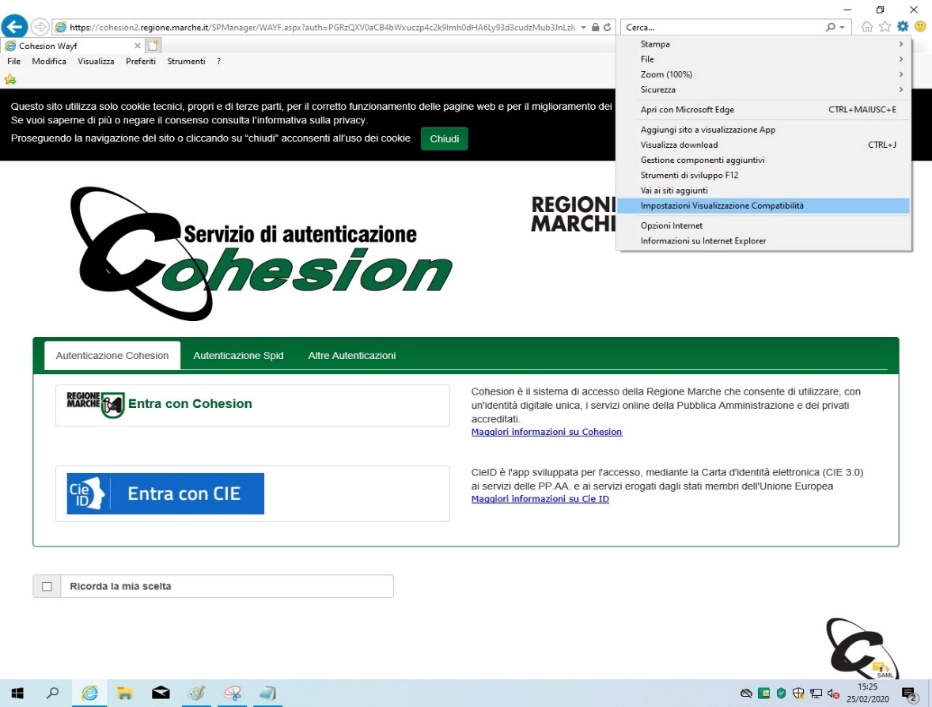 https://cohesion2.regione.marche.it/SPManager/WAYF.aspx?auth=
Cerca...
Cohesion Wayf
File Modifica Visualizza Preferiti Strumenti ?
Stampa
File
Zoom (100%)
Sicurezza
Apri con Microsoft Edge CTRL+MAIUSC+E
Aggiungi sito a visualizzazione App
Visualizza download CTRL+J
Gestione componenti aggiuntivi
Strumenti di sviluppo F12
Vai ai siti aggiunti
Impostazioni Visualizzazione Compatibilità
Opzioni Internet
Informazioni su Internet Explorer
Questo sito utilizza solo cookie tecnici, propri e di terze parti, per il corretto funzionamento delle pagine web e per il miglioramento dei
Se vuoi saperne di più o negare il consenso consulta l'informativa sulla privacy.
Proseguendo la navigazione del sito o cliccando su "chiudi" acconsenti all'uso dei cookie Chiudi
Servizio di autenticazione
Cohesion
REGIONE
MARCHE
Autenticazione Cohesion Autenticazione Spid Altre Autenticazioni
REGIONE
MARCHE
Entra con Cohesion
Cohesion è il sistema di accesso della Regione Marche che consente di utilizzare, con
un'identità digitale unica, i servizi online della Pubblica Amministrazione e dei privati
accreditati.
Maggiori informazioni su Cohesion
Cie
ID
Entra con CIE
CieID è l'app sviluppata per l'accesso, mediante la Carta d'identità elettronica (CIE 3.0)
ai servizi delle PP.AA. e ai servizi erogati dagli stati membri dell'Unione Europea
Maggiori informazioni su Cie ID
Ricorda la mia scelta
SAML
15:25
25/02/2020
2